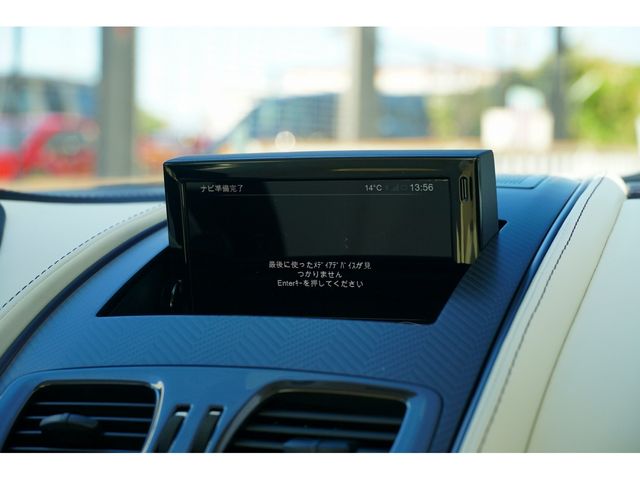 ナビ準備完了 14°C 13:56
最後に使ったﾒﾃﾞｨｱﾃﾞﾊﾞｲｽが見
つかりません
Enterｷｰを押してください